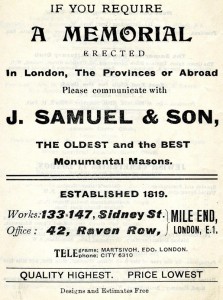 IF YOU REQUIRE
A MEMORIAL
ERECTED
In London, The Provinces or Abroad
Please communicate with
J. SAMUEL & SON,
THE OLDEST and the BEST
Monumental Masons.
ESTABLISHED 1819.
Works: 133-147, Sidney St. } MILE END,
Office: 42, Raven Row, } LONDON, E.1.
TELE { grams: MARTSIVOH, EDO, LONDON.
phone: CITY 6310
QUALITY HIGHEST. PRICE LOWEST
Designs and Estimates Free